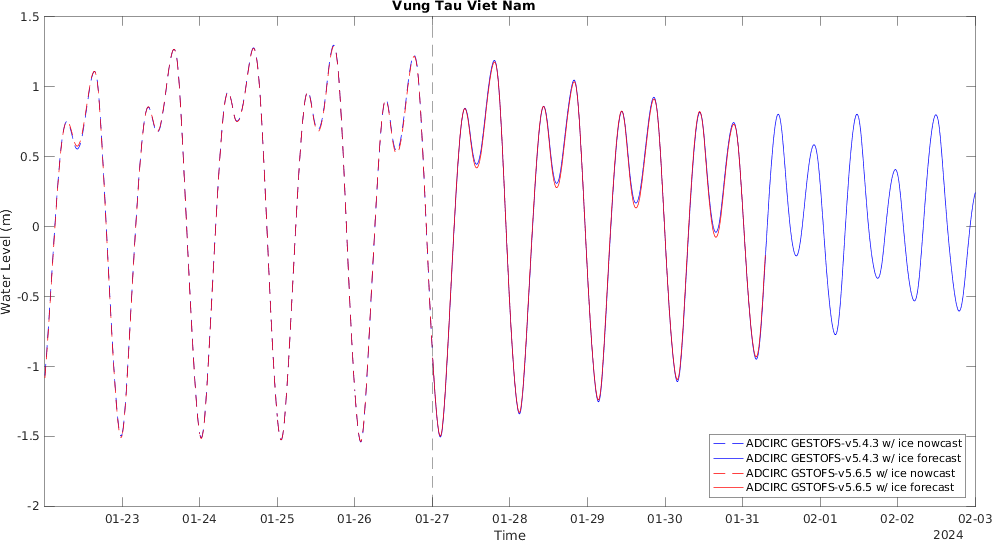 Vung Tau Viet Nam
1.5
1
0.5
0
-0.5
-1
-1.5
-2
Water Level (m)
ADCIRC GESTOFS-v5.4.3 w/ ice nowcast
ADCIRC GESTOFS-v5.4.3 w/ ice forecast
ADCIRC GSTOFS-v5.6.5 w/ ice nowcast
ADCIRC GSTOFS-v5.6.5 w/ ice forecast
01-23 01-24 01-25 01-26 01-27 01-28 01-29 01-30 01-31 02-01 02-02 02-03
Time
2024